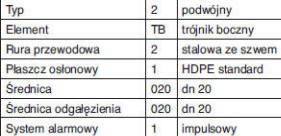 Typ 2 podwójny
Element TB trójnik boczny
Rura przewodowa 2 stalowa ze szwem
Płaszcz osłonowy 1 HDPE standard
Średnica 020 dn 20
Średnica odgałęzienia 020 dn 20
System alarmowy 1 impulsowy